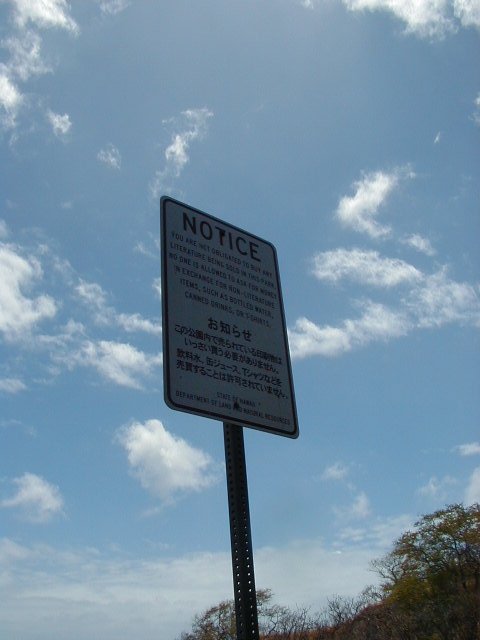 NOTICE
YOU ARE NOT OBLIGATED TO BUY ANY
LITERATURE BEING SOLD IN THIS PARK.
NO ONE IS ALLOWED TO ASK FOR MONEY
IN EXCHANGE FOR NON-LITERATURE
ITEMS, SUCH AS BOTTLED WATER,
CANNED DRINKS, OR T-SHIRTS.
お知らせ
この公園内で売られている印刷物は
いっさい買う必要がありません。
飲料水、缶ジュース、Tシャツなどを
売買することは許可されていません。
STATE OF HAWAII
DEPARTMENT OF LAND AND NATURAL RESOURCES